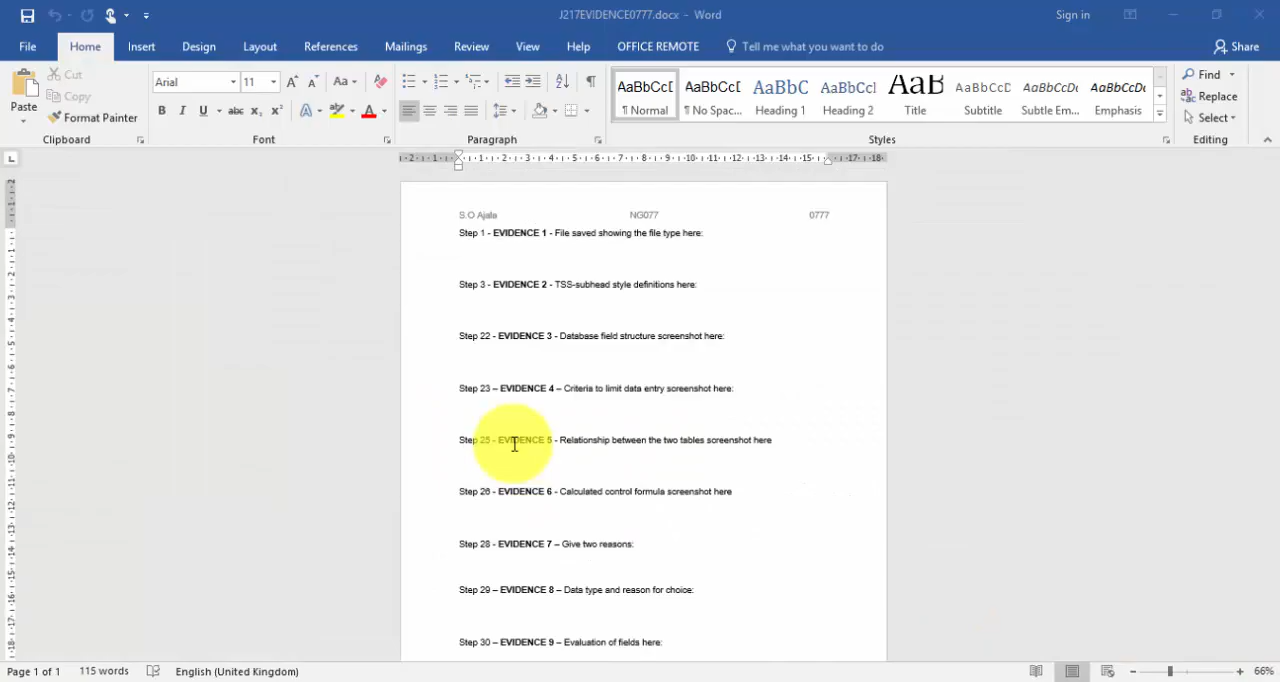 J217EVIDENCE0777.docx - Word
Sign in
File Home Insert Design Layout References Mailings Review View Help OFFICE REMOTE Tell me what you want to do Share
Paste
Cut
Copy
Format Painter
Clipboard
Arial 11
Font
Paragraph
AaBbCcD AaBbCcD AaBbC AaBbCcI AaB AaBbCcD AaBbCcDc AaBbCcDc
¶ Normal ¶ No Spac... Heading 1 Heading 2 Title Subtitle Subtle Em... Emphasis
Styles
Find
Replace
Select
Editing
S.O Ajala NG077 0777
Step 1 - EVIDENCE 1 - File saved showing the file type here:
Step 3 - EVIDENCE 2 - TSS-subhead style definitions here:
Step 22 - EVIDENCE 3 - Database field structure screenshot here:
Step 23 – EVIDENCE 4 – Criteria to limit data entry screenshot here:
Step 25 - EVIDENCE 5 - Relationship between the two tables screenshot here
Step 26 - EVIDENCE 6 - Calculated control formula screenshot here
Step 28 - EVIDENCE 7 – Give two reasons:
Step 29 – EVIDENCE 8 – Data type and reason for choice:
Step 30 – EVIDENCE 9 – Evaluation of fields here:
Page 1 of 1 115 words English (United Kingdom) 66%